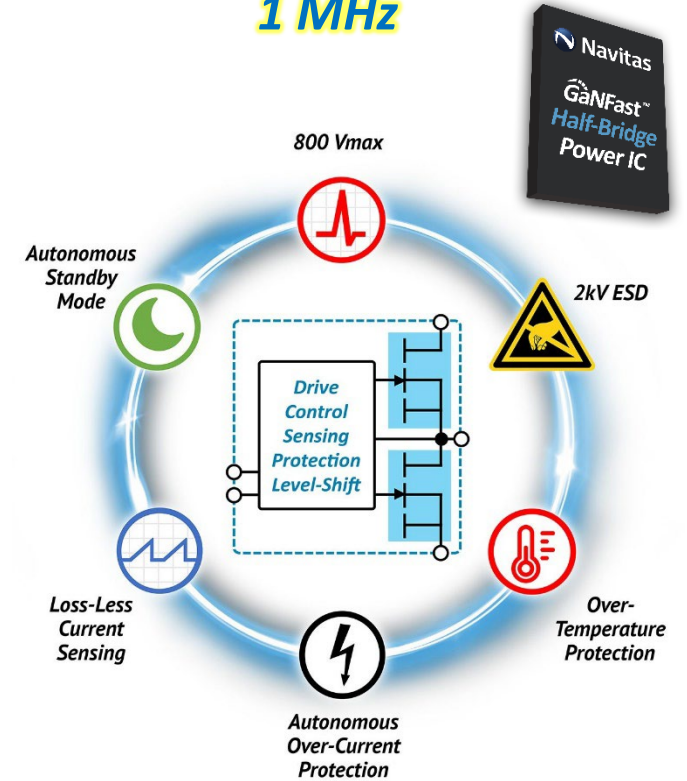 1 MHz
Navitas
GaNFast™
Half-Bridge
Power IC
800 Vmax
Autonomous
Standby
Mode
2kV ESD
Drive
Control
Sensing
Protection
Level-Shift
Loss-Less
Current
Sensing
Over-
Temperature
Protection
Autonomous
Over-Current
Protection